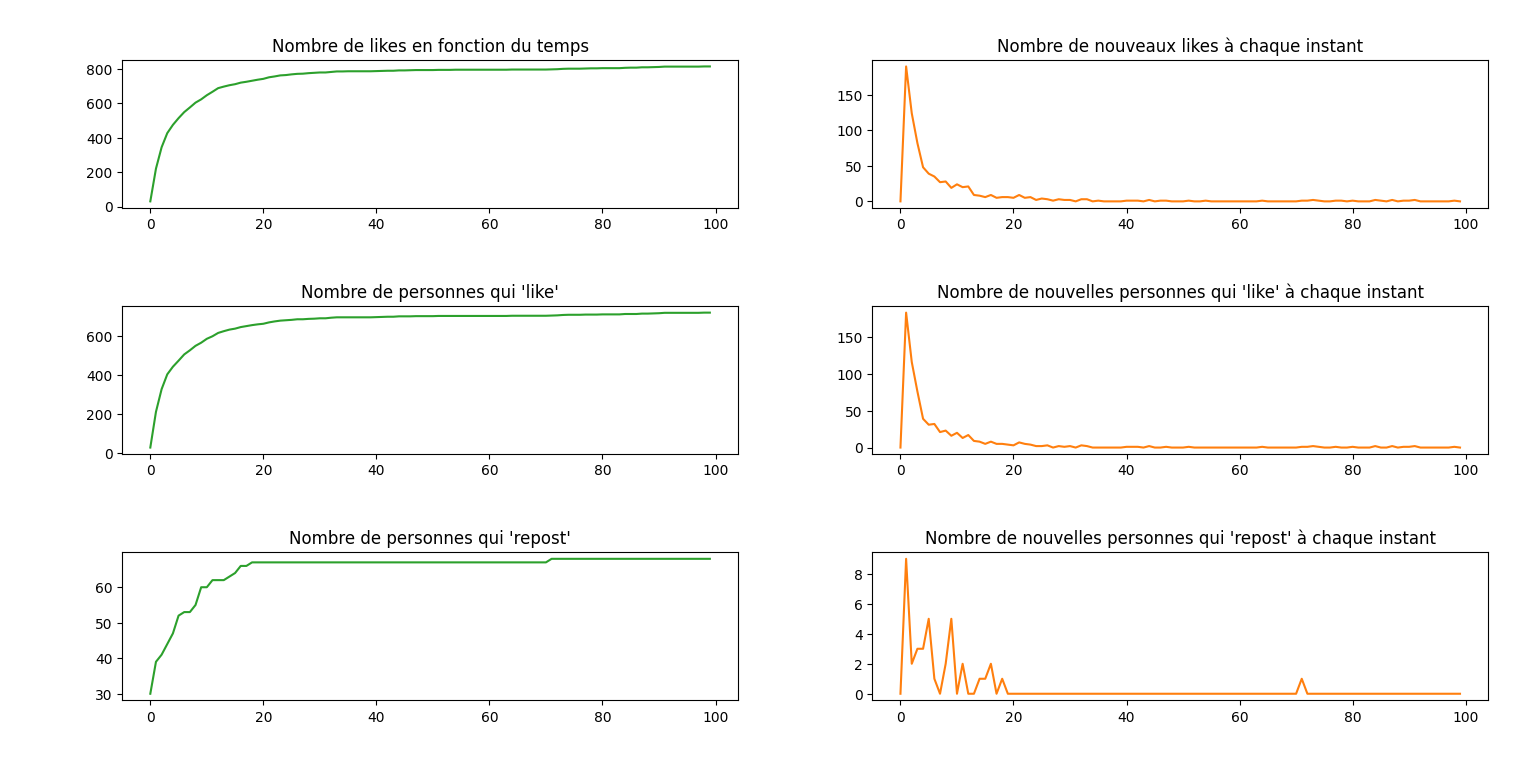 Nombre de likes en fonction du temps
800
600
400
200
0
0 20 40 60 80 100
Nombre de nouveaux likes à chaque instant
150
100
50
0
0 20 40 60 80 100
Nombre de personnes qui 'like'
600
400
200
0
0 20 40 60 80 100
Nombre de nouvelles personnes qui 'like' à chaque instant
150
100
50
0
0 20 40 60 80 100
Nombre de personnes qui 'repost'
60
50
40
30
0 20 40 60 80 100
Nombre de nouvelles personnes qui 'repost' à chaque instant
8
6
4
2
0
0 20 40 60 80 100